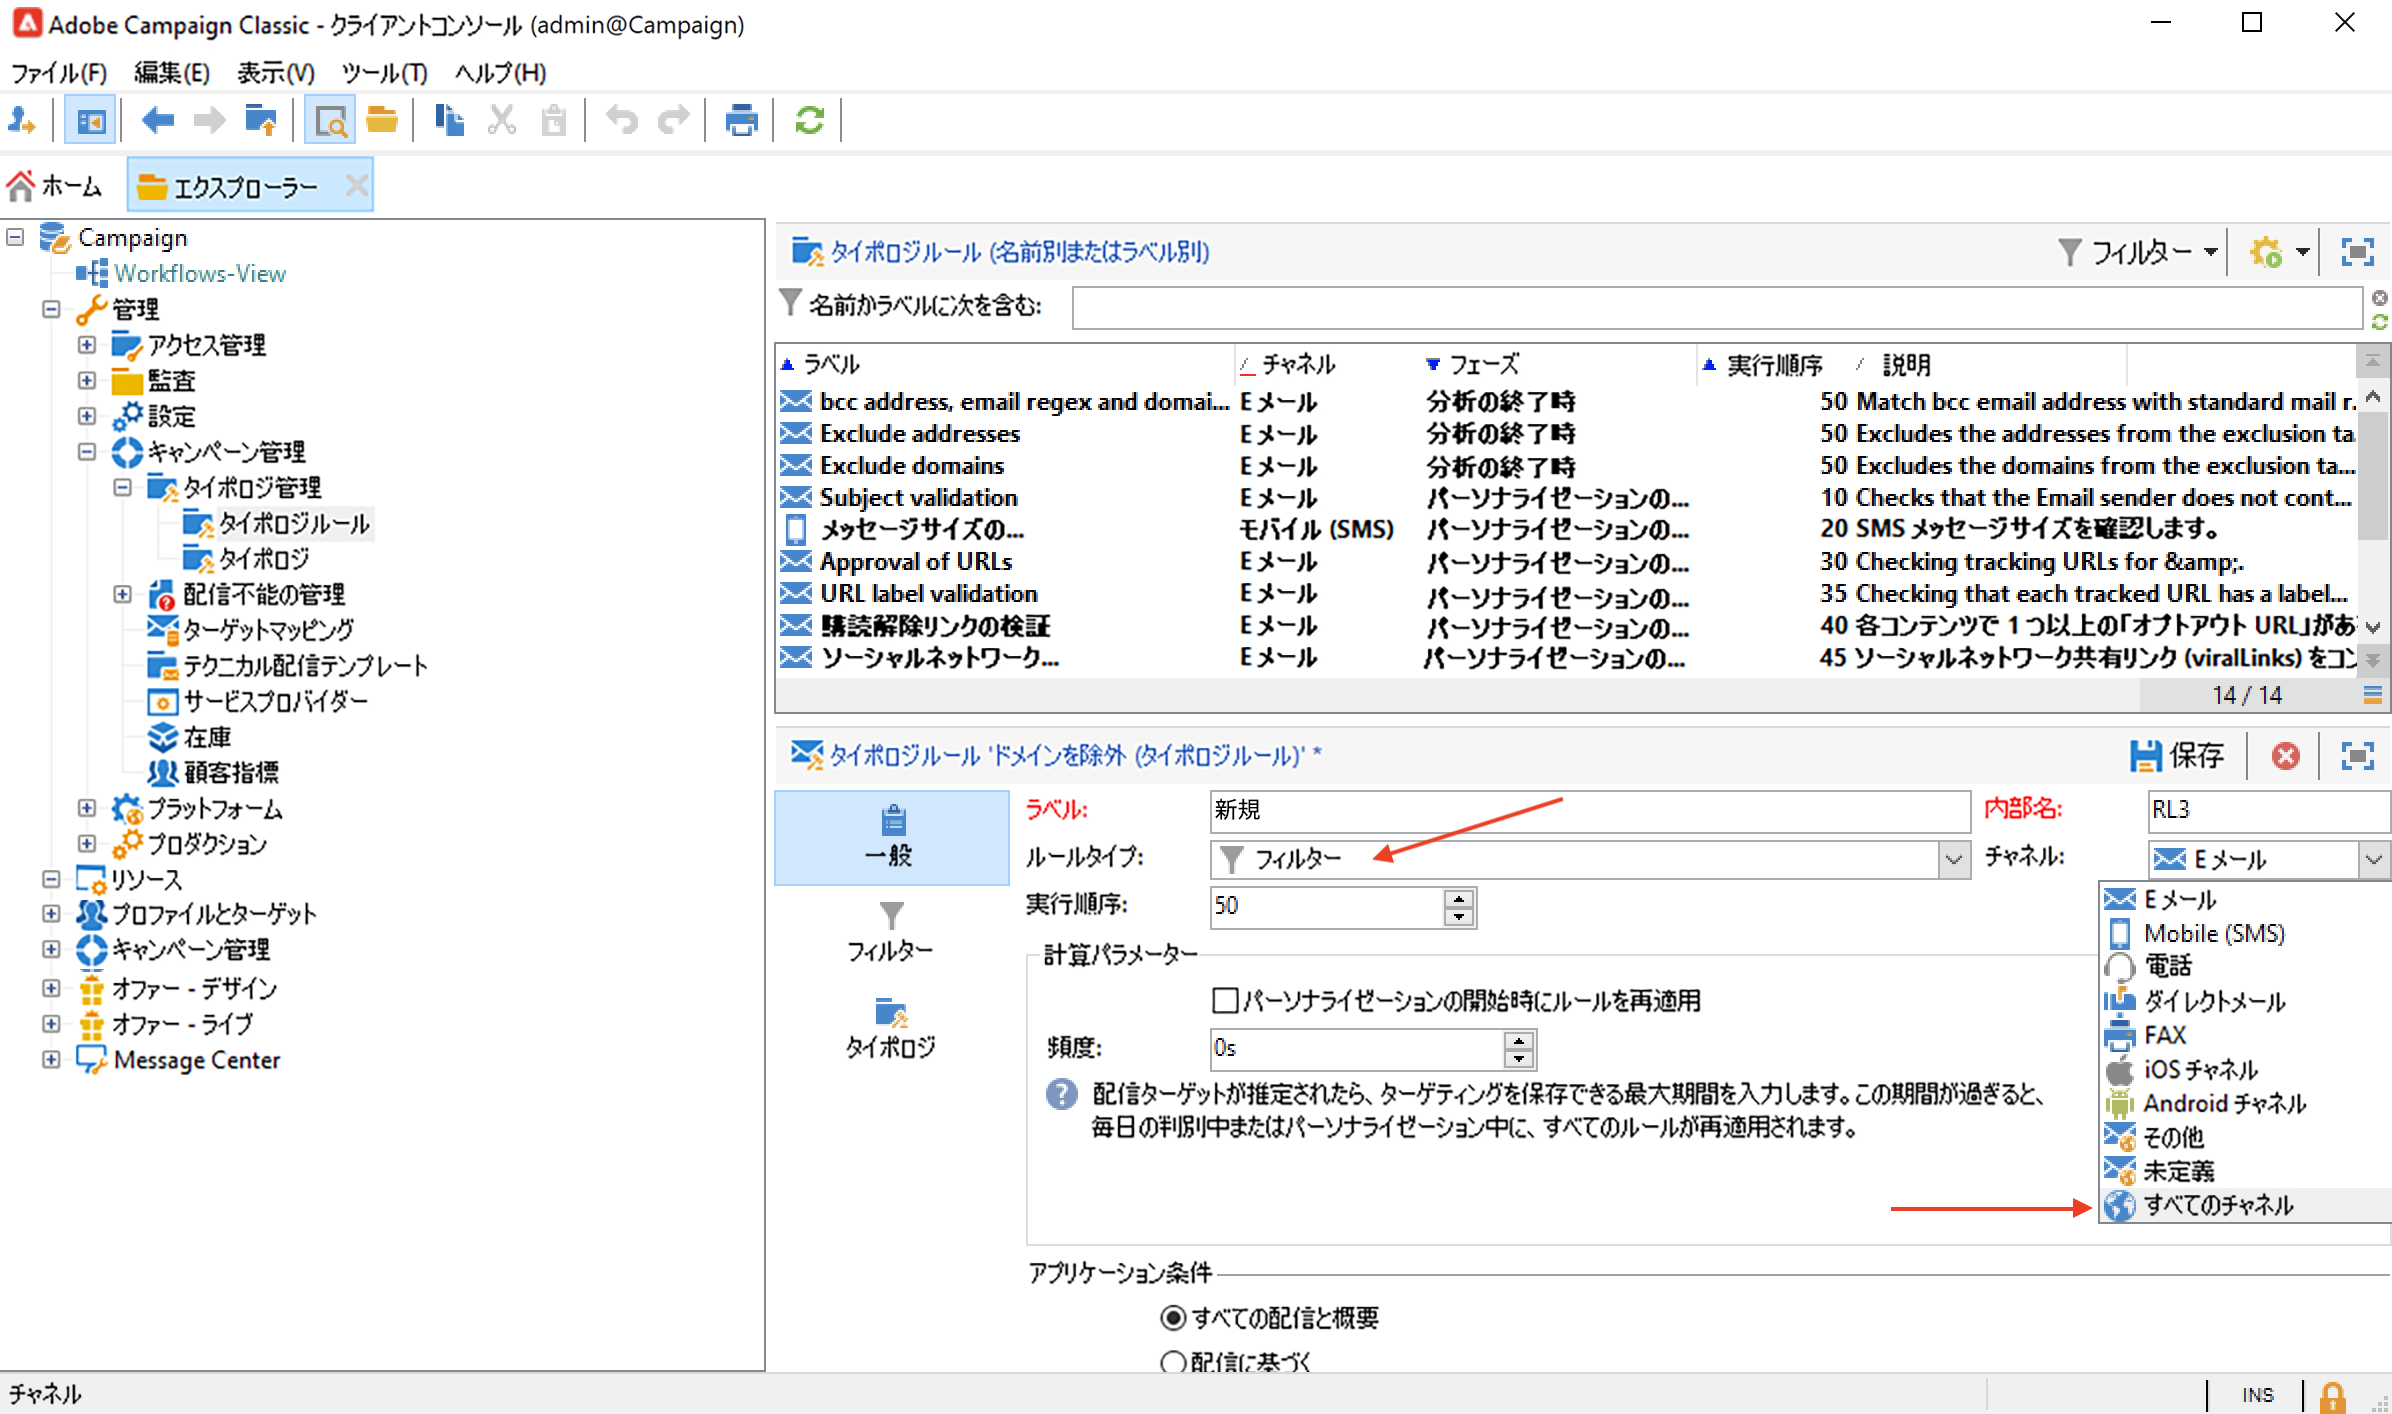 Adobe Campaign Classic - クライアントコンソール (admin@Campaign)
ファイル(F) 編集(E) 表示(V) ツール(T) ヘルプ(H)
ホーム エクスプローラー
Campaign
Workflows-View
管理
アクセス管理
監査
設定
キャンペーン管理
タイポロジ管理
タイポロジルール
タイポロジ
配信不能の管理
ターゲットマッピング
テクニカル配信テンプレート
サービスプロバイダー
在庫
顧客指標
プラットフォーム
プロダクション
リソース
プロファイルとターゲット
キャンペーン管理
オファー - デザイン
オファー - ライブ
Message Center
タイポロジルール (名前別またはラベル別) フィルター
名前かラベルに次を含む:
ラベル チャネル フェーズ 実行順序 説明
bcc address, email regex and domai... Eメール 分析の終了時 50 Match bcc email address with standard mail r.
Exclude addresses Eメール 分析の終了時 50 Excludes the addresses from the exclusion ta.
Exclude domains Eメール 分析の終了時 50 Excludes the domains from the exclusion ta...
Subject validation Eメール パーソナライゼーションの... 10 Checks that the Email sender does not cont...
メッセージサイズの... モバイル (SMS) パーソナライゼーションの... 20 SMS メッセージサイズを確認します。
Approval of URLs Eメール パーソナライゼーションの... 30 Checking tracking URLs for &amp;.
URL label validation Eメール パーソナライゼーションの... 35 Checking that each tracked URL has a label...
購読解除リンクの検証 Eメール パーソナライゼーションの... 40 各コンテンツで 1 つ以上の「オプトアウト URL」があ
ソーシャルネットワーク... Eメール パーソナライゼーションの... 45 ソーシャルネットワーク共有リンク (viralLinks) をコン
14 / 14
タイポロジルール 'ドメインを除外 (タイポロジルール)' * 保存
一般
フィルター
タイポロジ
ラベル: 新規 内部名: RL3
ルールタイプ: フィルター チャネル: Eメール
実行順序: 50
計算パラメーター
パーソナライゼーションの開始時にルールを再適用
頻度: 0s
配信ターゲットが推定されたら、ターゲティングを保存できる最大期間を入力します。この期間が過ぎると、
毎日の判別中またはパーソナライゼーション中に、すべてのルールが再適用されます。
Eメール
Mobile (SMS)
電話
ダイレクトメール
FAX
iOS チャネル
Android チャネル
その他
未定義
すべてのチャネル
アプリケーション条件
すべての配信と概要
配信に基づく
チャネル INS